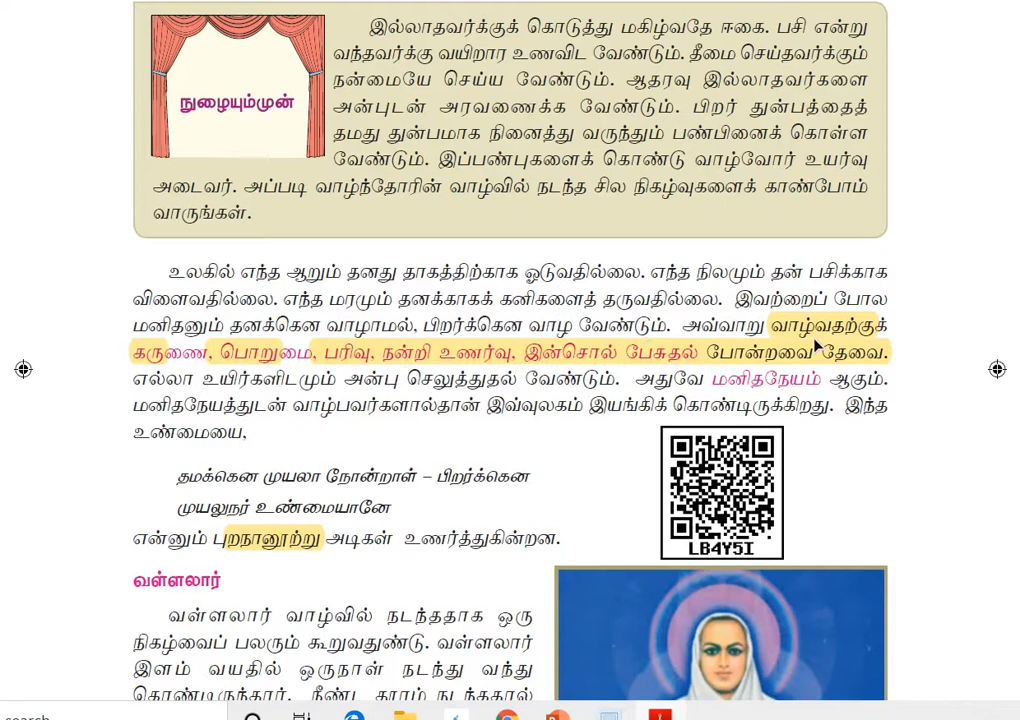 இல்லாதவர்க்குக் கொடுத்து மகிழ்வதே ஈகை. பசி என்று
வந்தவர்க்கு வயிறார உணவிட வேண்டும். தீமை செய்தவர்க்கும்
நன்மையே செய்ய வேண்டும். ஆதரவு இல்லாதவர்களை
அன்புடன் அரவணைக்க வேண்டும். பிறர் துன்பத்தைத்
தமது துன்பமாக நினைத்து வருந்தும் பண்பினைக் கொள்ள
வேண்டும். இப்பண்புகளைக் கொண்டு வாழ்வோர் உயர்வு
அடைவர். அப்படி வாழ்ந்தோரின் வாழ்வில் நடந்த சில நிகழ்வுகளைக் காண்போம்
வாருங்கள்.
நுழையும்முன்
உலகில் எந்த ஆறும் தனது தாகத்திற்காக ஓடுவதில்லை. எந்த நிலமும் தன் பசிக்காக
விளைவதில்லை. எந்த மரமும் தனக்காகக் கனிகளைத் தருவதில்லை. இவற்றைப் போல
மனிதனும் தனக்கென வாழாமல், பிறர்க்கென வாழ வேண்டும். அவ்வாறு வாழ்வதற்குக்
கருணை, பொறுமை, பரிவு, நன்றி உணர்வு, இன்சொல் பேசுதல் போன்றவை தேவை.
எல்லா உயிர்களிடமும் அன்பு செலுத்துதல் வேண்டும். அதுவே மனிதநேயம் ஆகும்.
மனிதநேயத்துடன் வாழ்பவர்களால்தான் இவ்வுலகம் இயங்கிக் கொண்டிருக்கிறது. இந்த
உண்மையை,
தமக்கென முயலா நோன்றாள் – பிறர்க்கென
முயலுநர் உண்மையானே
என்னும் புறநானூற்று அடிகள் உணர்த்துகின்றன.
LB4Y5I
வள்ளலார்
வள்ளலார் வாழ்வில் நடந்ததாக ஒரு
நிகழ்வைப் பலரும் கூறுவதுண்டு. வள்ளலார்
இளம் வயதில் ஒருநாள் நடந்து வந்து
கொண்டிருந்தார். நீண்ட தூரம் நடந்ததால்